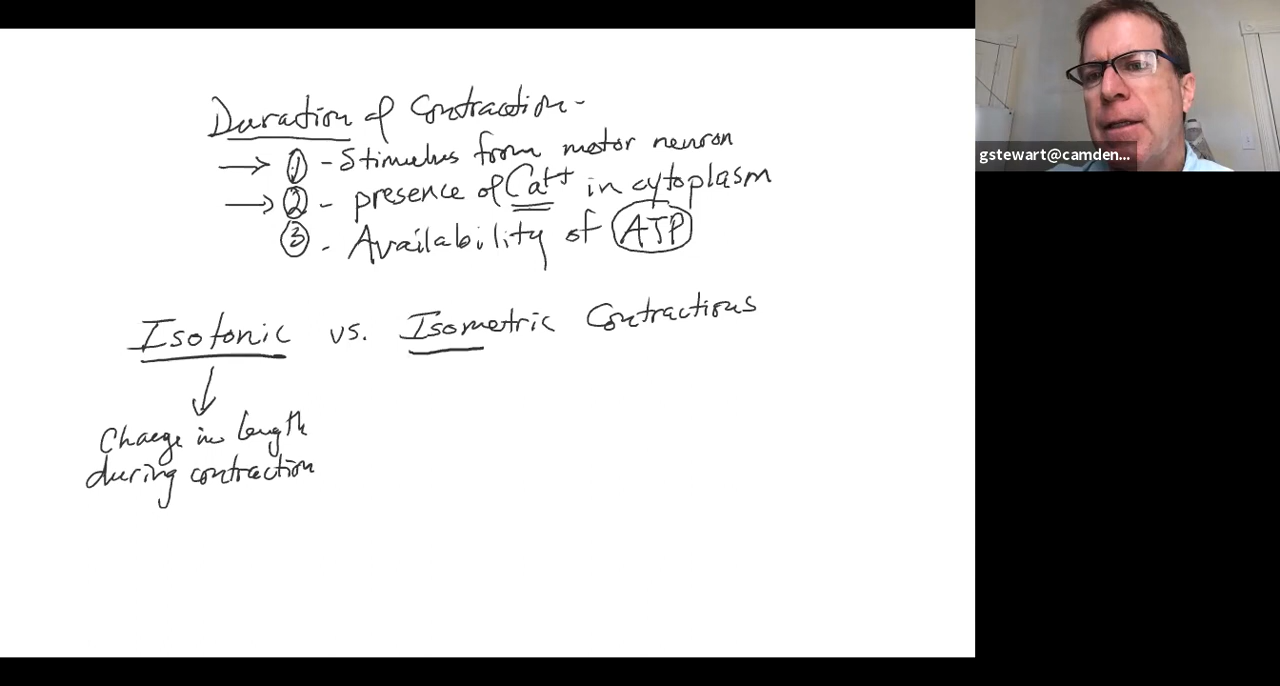 Duration of Contraction-
→ ① - Stimulus from motor neuron
→ ② - presence of Ca++ in cytoplasm
③ - Availability of ATP
Isotonic vs. Isometric Contractions
Change in length
during contraction
gstewart@camden...